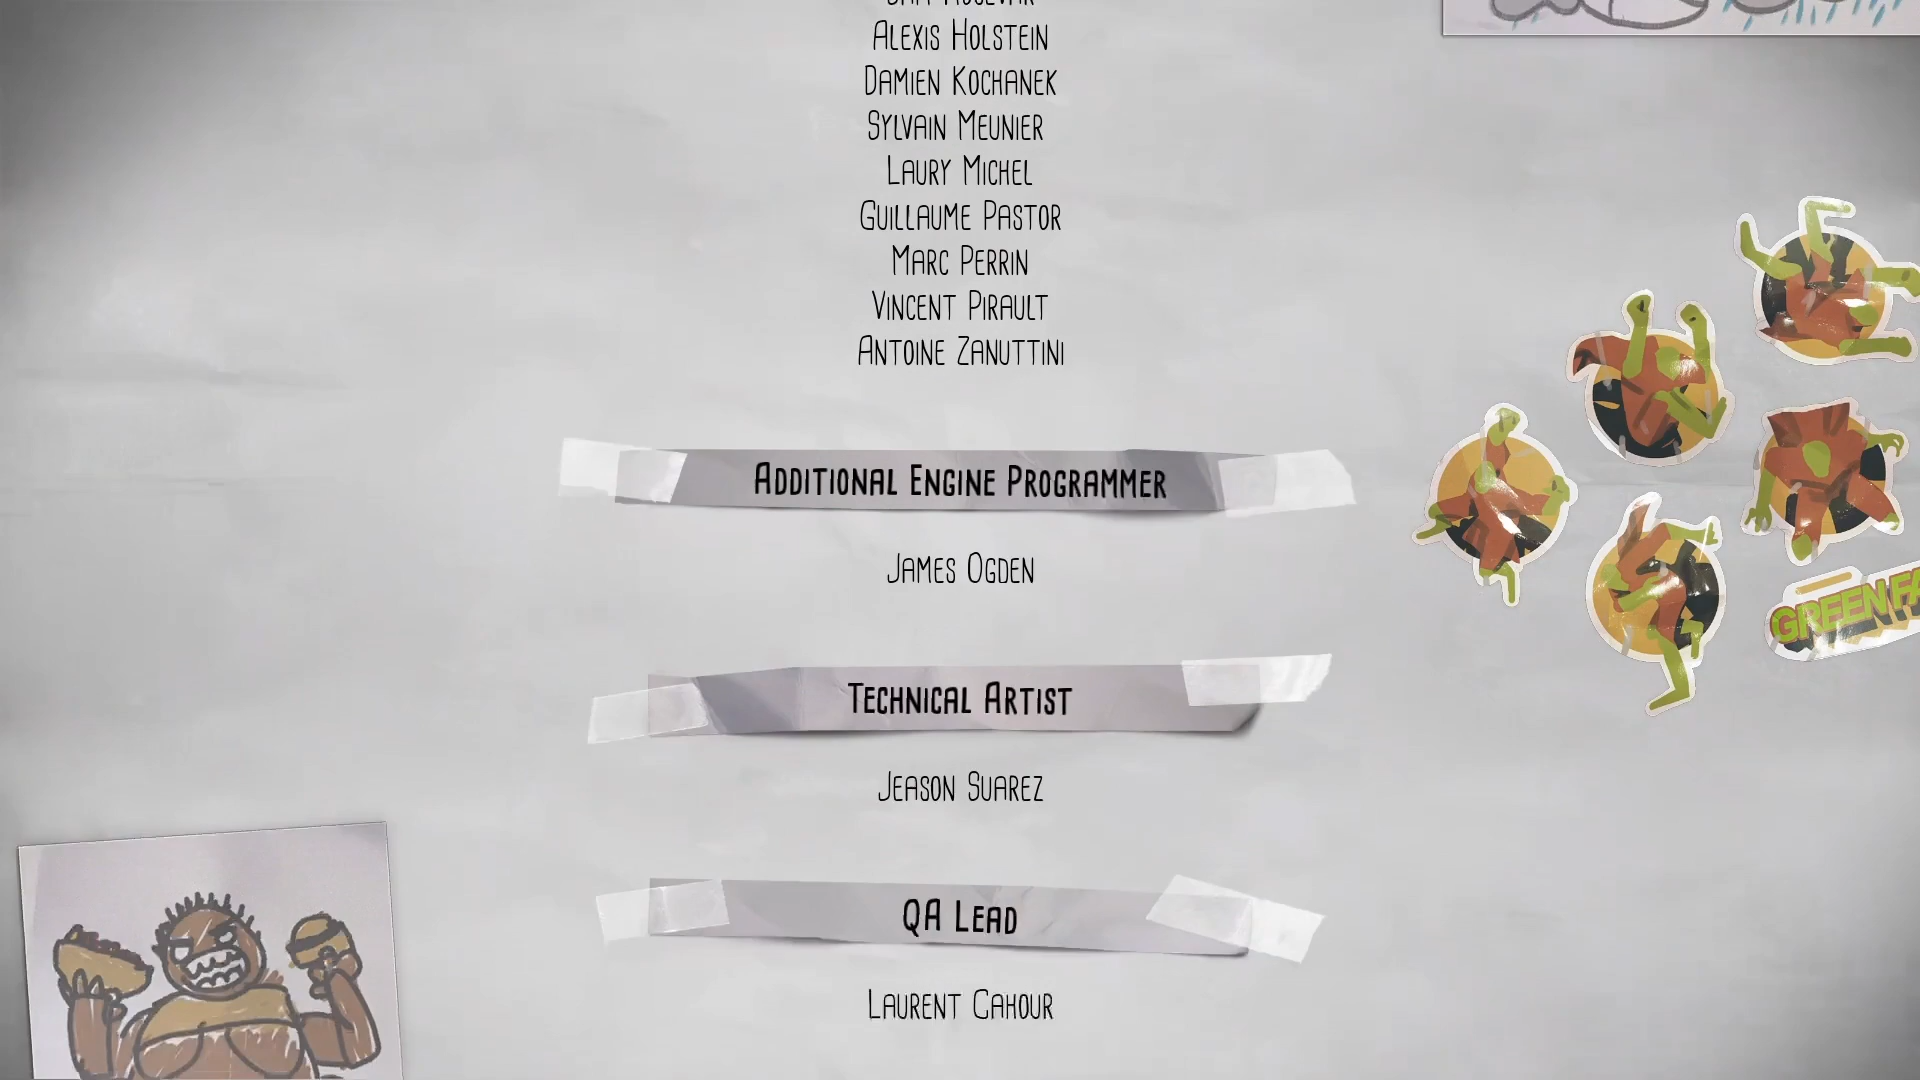 Alexis Holstein
Damien Kochanek
Sylvain Meunier
Laury Michel
Guillaume Pastor
Marc Perrin
Vincent Pirault
Antoine Zanuttini
Additional Engine Programmer
James Ogden
Technical Artist
Jeason Suarez
QA Lead
Laurent Cahour
GREEN